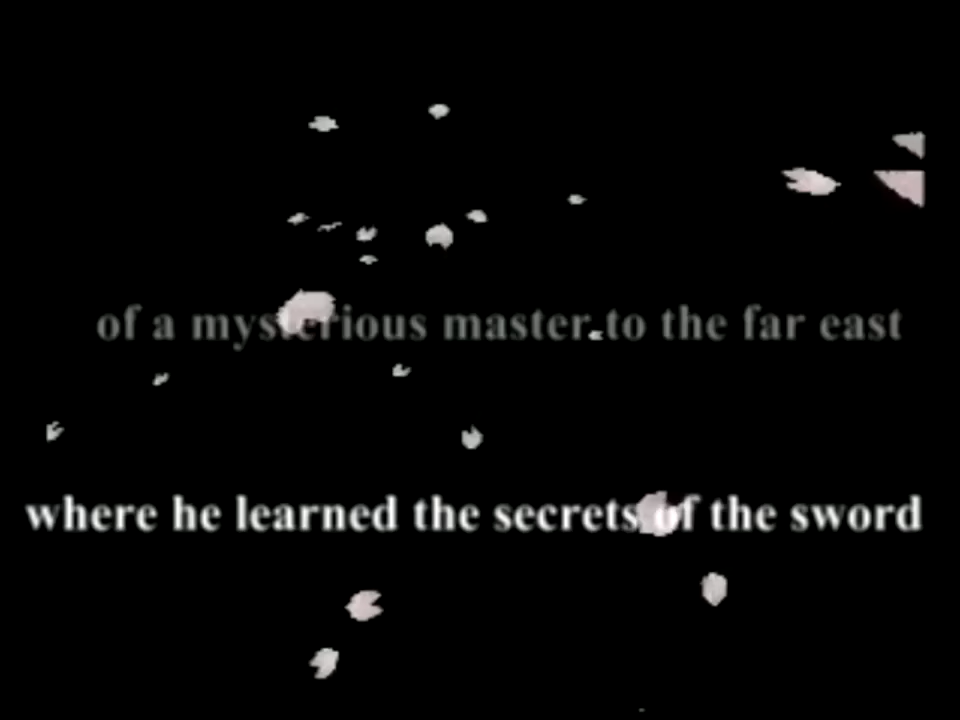 of a mysterious master to the far east
where he learned the secrets of the sword